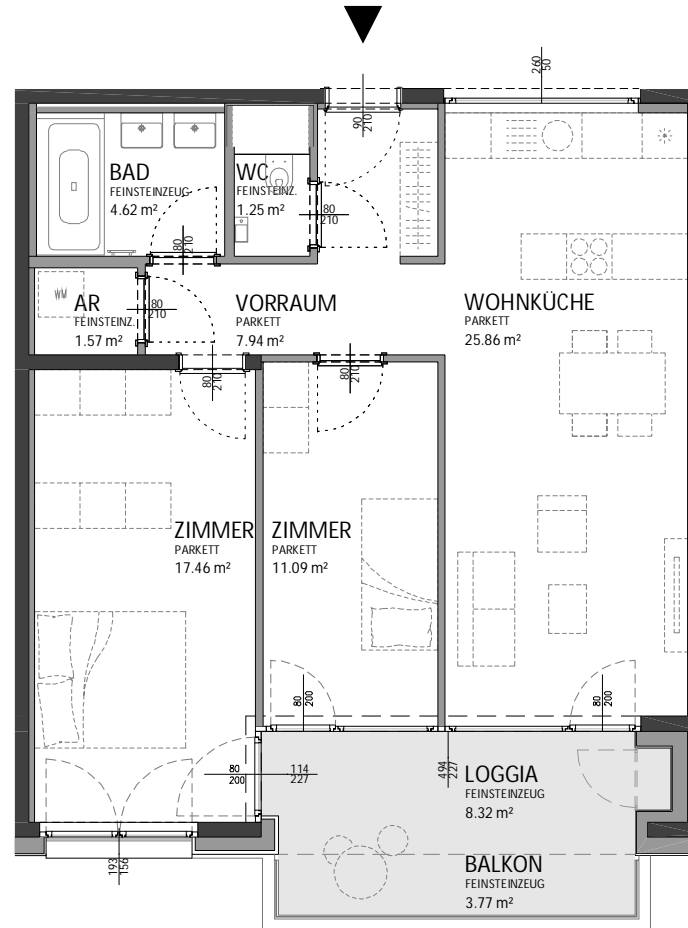 260
50
90
210
BAD
FEINSTEINZEUG
4.62 m²
WC
FEINSTEINZ.
1.25 m²
80
210
80
210
AR
FEINSTEINZ.
1.57 m²
80
210
VORRAUM
PARKETT
7.94 m²
WOHNKÜCHE
PARKETT
25.86 m²
80
210
80
210
ZIMMER
PARKETT
17.46 m²
ZIMMER
PARKETT
11.09 m²
80
200
80
200
80
200
114
227
494
227
LOGGIA
FEINSTEINZEUG
8.32 m²
193
156
BALKON
FEINSTEINZEUG
3.77 m²